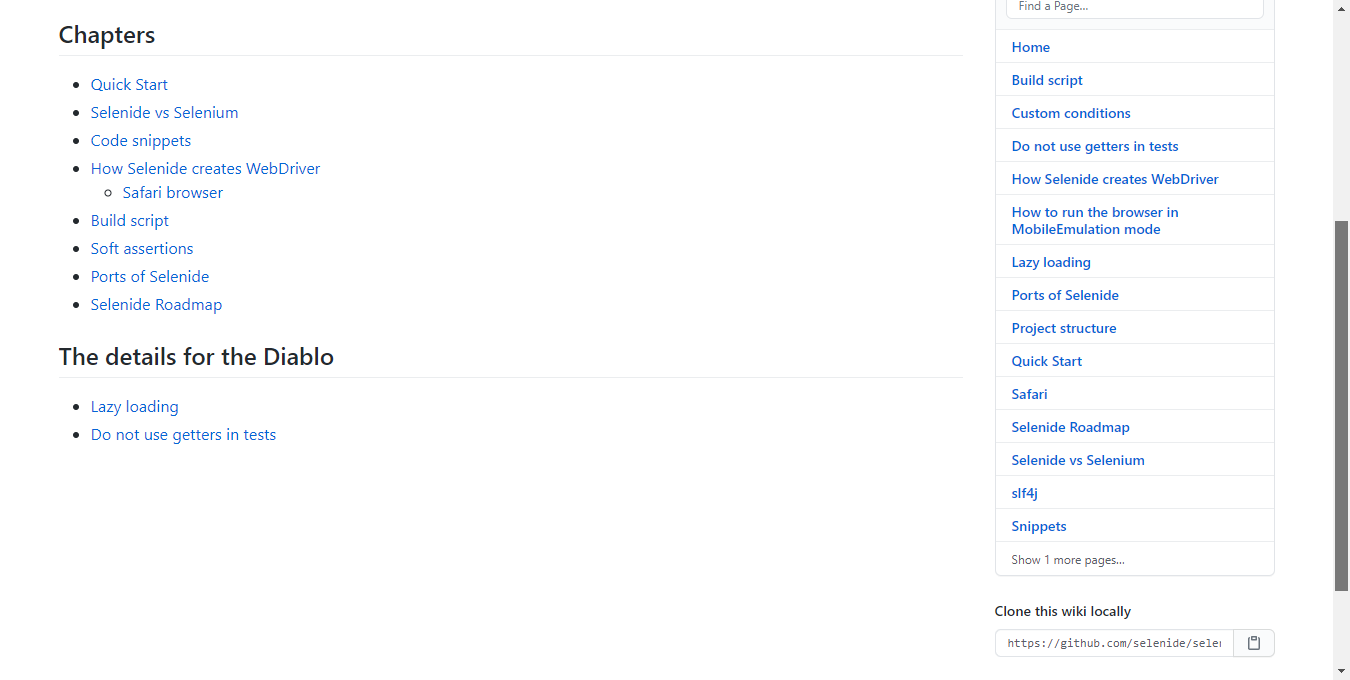 Chapters
Quick Start
Selenide vs Selenium
Code snippets
How Selenide creates WebDriver
Safari browser
Build script
Soft assertions
Ports of Selenide
Selenide Roadmap
The details for the Diablo
Lazy loading
Do not use getters in tests
Find a Page...
Home
Build script
Custom conditions
Do not use getters in tests
How Selenide creates WebDriver
How to run the browser in
MobileEmulation mode
Lazy loading
Ports of Selenide
Project structure
Quick Start
Safari
Selenide Roadmap
Selenide vs Selenium
slf4j
Snippets
Show 1 more pages...
Clone this wiki locally
https://github.com/selenide/selen